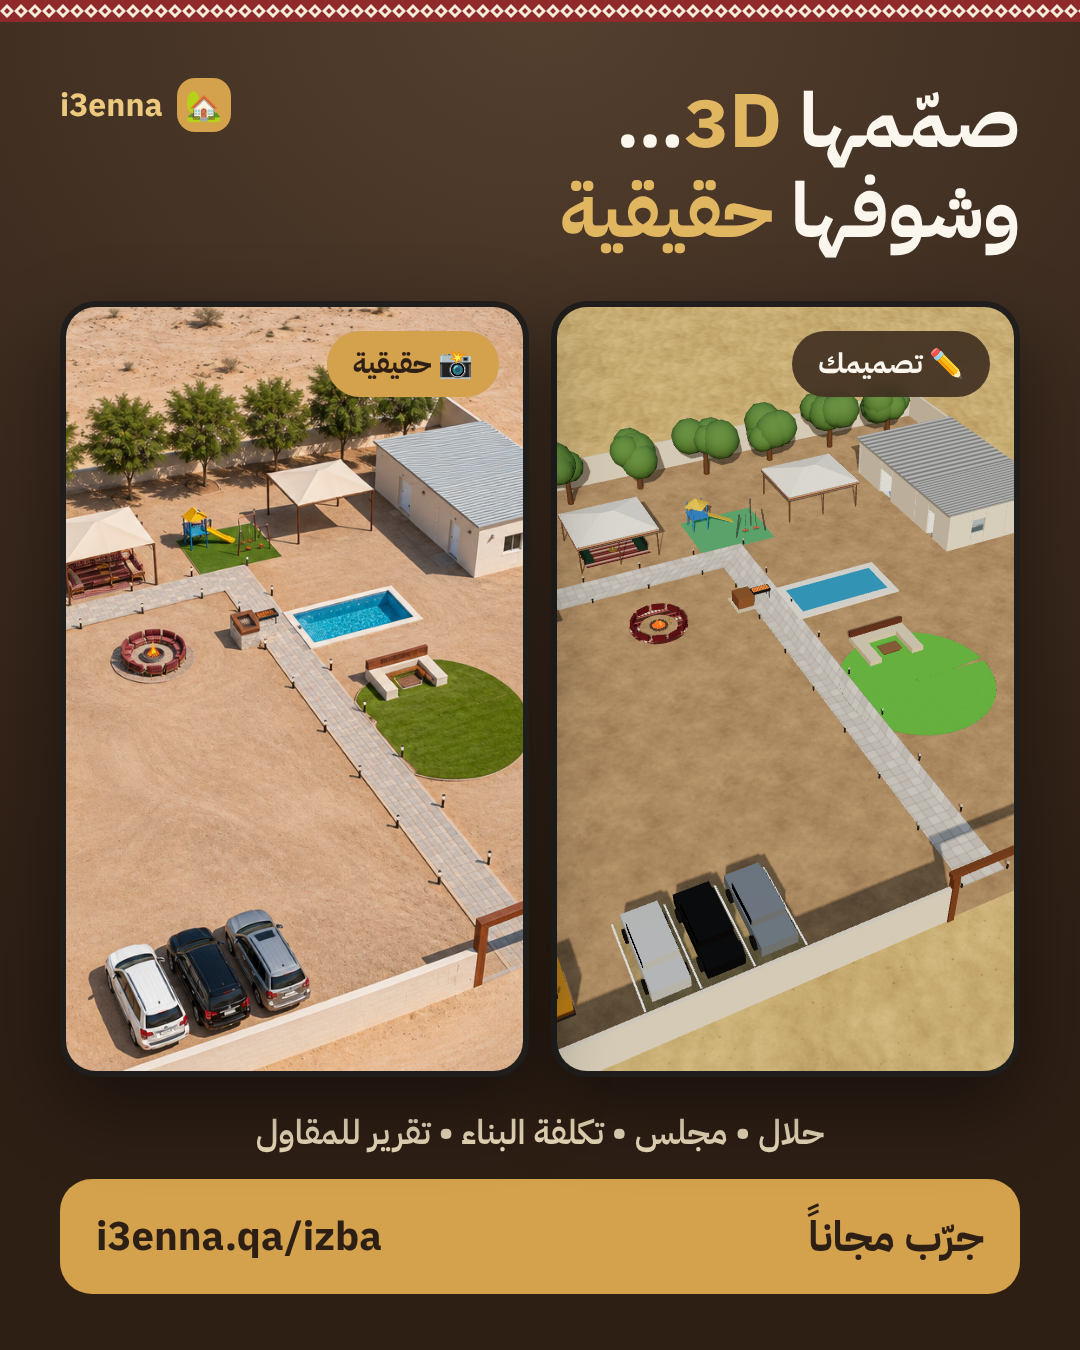 صمّمها 3D...
وشوفها حقيقية
i3enna
تصميمك
حقيقية
حلال • مجلس • تكلفة البناء • تقرير للمقاول
جرّب مجاناً
i3enna.qa/izba